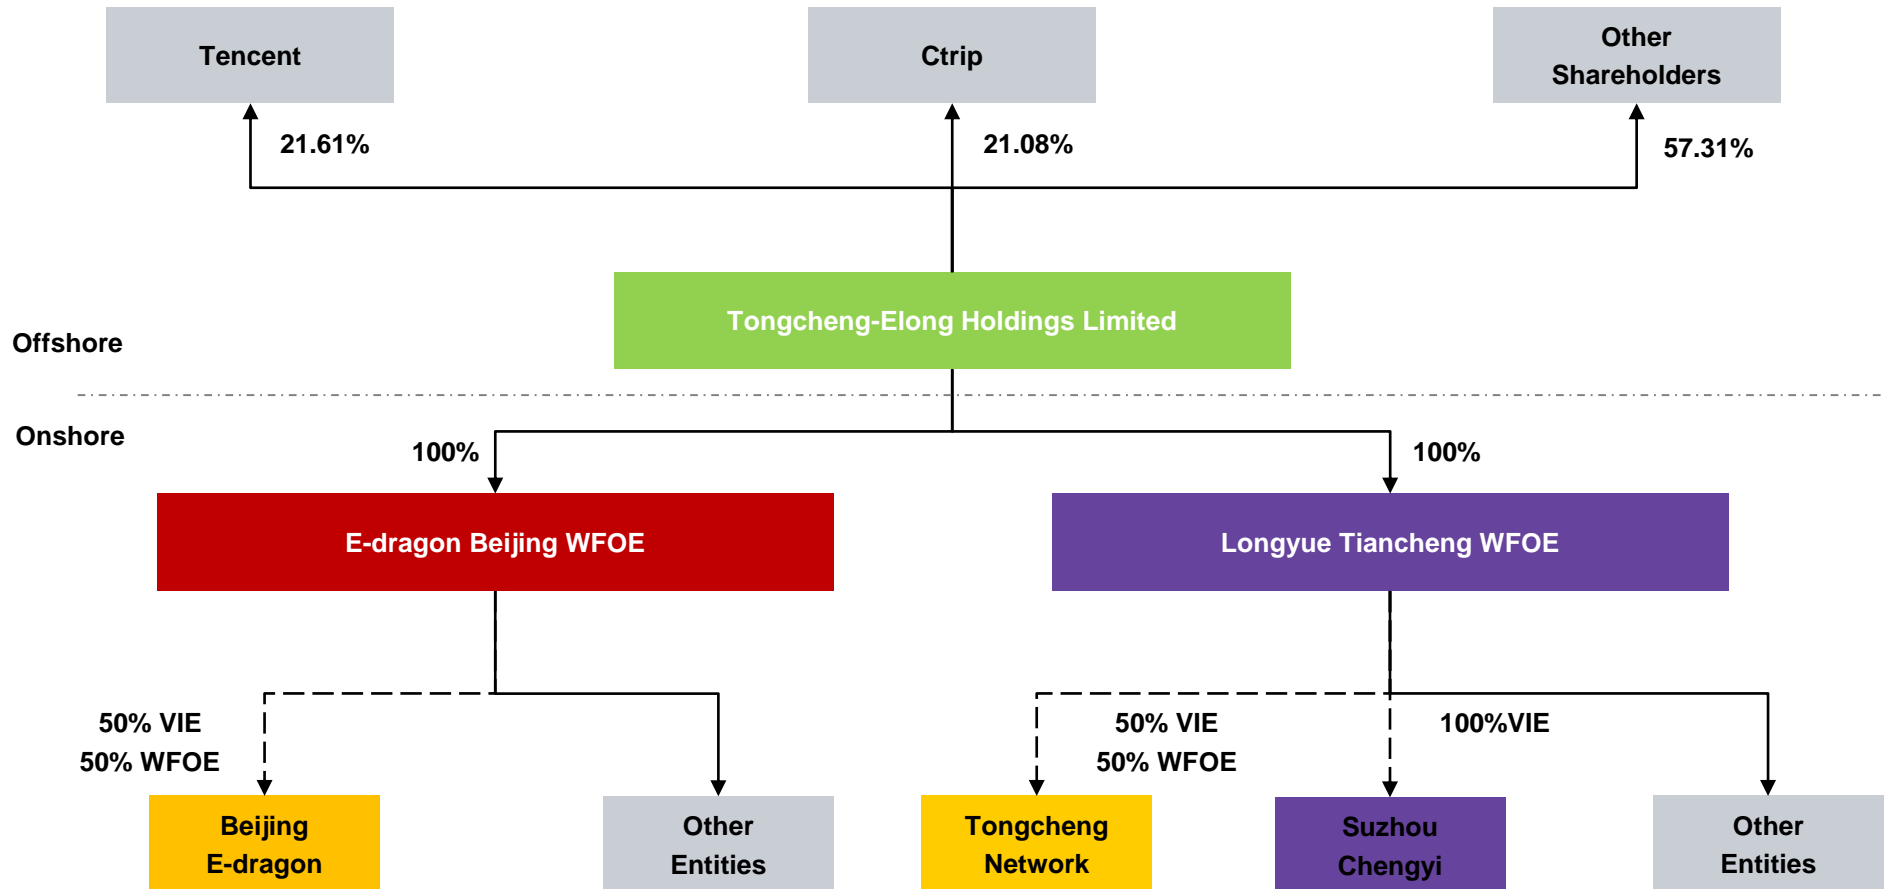 Tencent
Ctrip
Other
Shareholders
21.61%
21.08%
57.31%
Tongcheng-Elong Holdings Limited
Offshore
Onshore
100%
100%
E-dragon Beijing WFOE
Longyue Tiancheng WFOE
50% VIE
50% WFOE
50% VIE
50% WFOE
100%VIE
Beijing
E-dragon
Other
Entities
Tongcheng
Network
Suzhou
Chengyi
Other
Entities